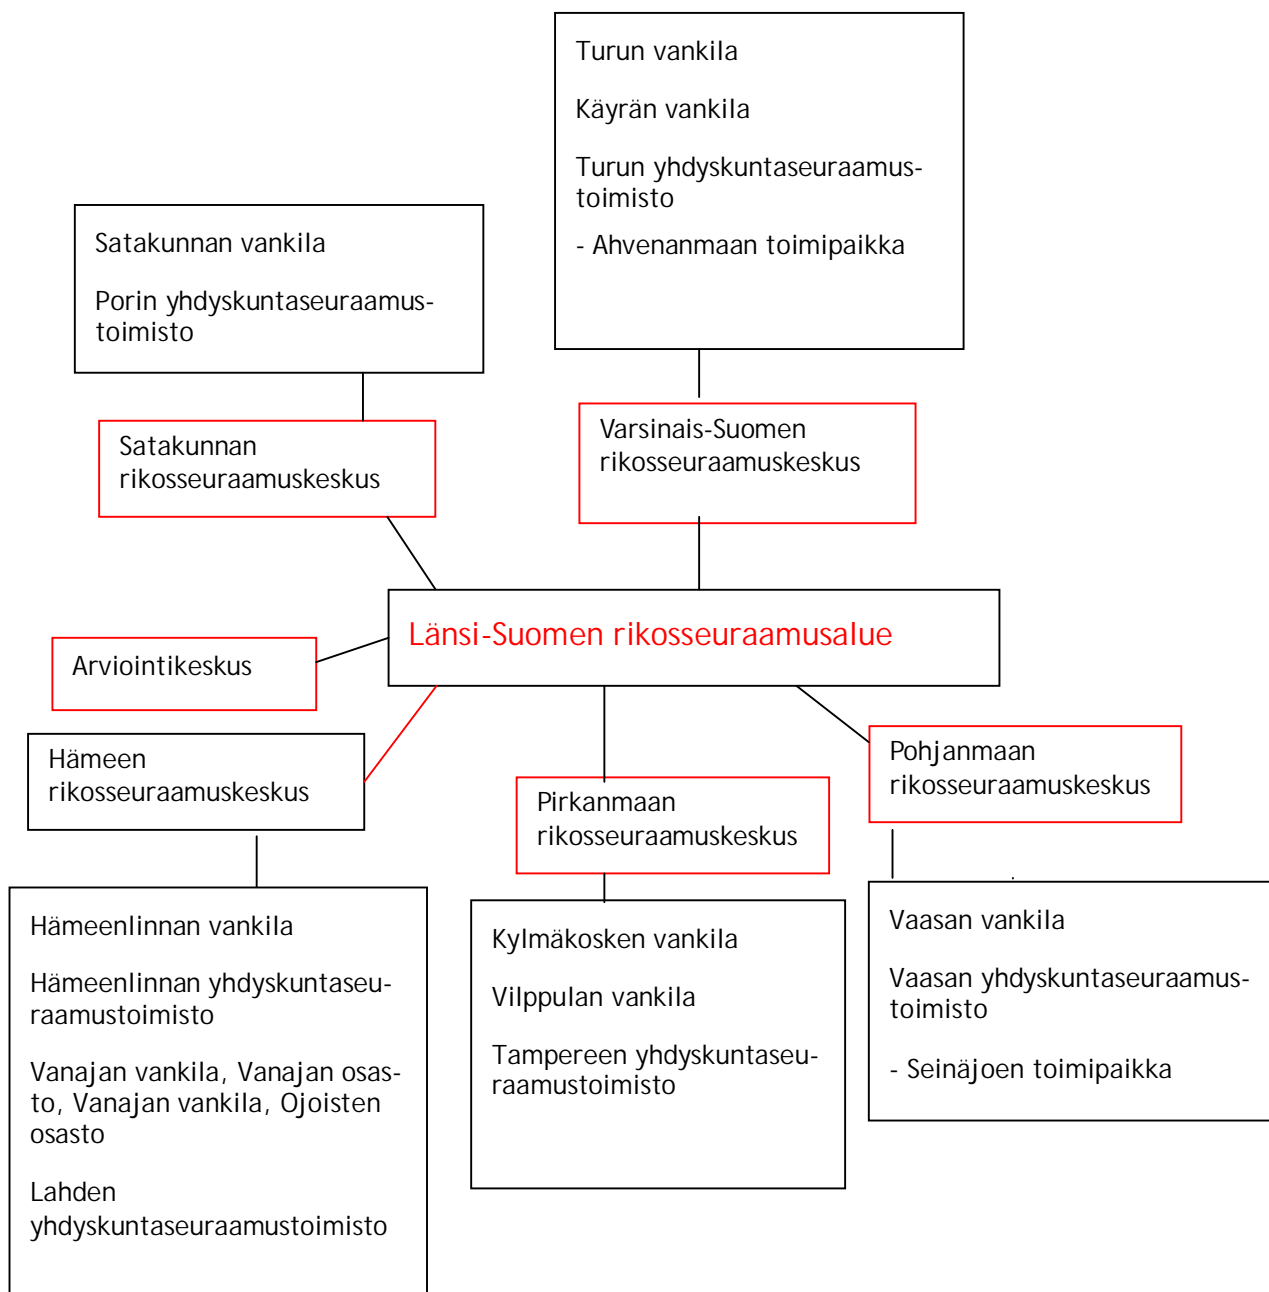 Turun vankila
Käyrän vankila
Turun yhdyskuntaseuraamus-
toimisto
- Ahvenanmaan toimipaikka
Satakunnan vankila
Porin yhdyskuntaseuraamus-
toimisto
Satakunnan
rikosseuraamuskeskus
Varsinais-Suomen
rikosseuraamuskeskus
Länsi-Suomen rikosseuraamusalue
Arviointikeskus
Hämeen
rikosseuraamuskeskus
Pirkanmaan
rikosseuraamuskeskus
Pohjanmaan
rikosseuraamuskeskus
Hämeenlinnan vankila
Hämeenlinnan yhdyskuntaseu-
raamustoimisto
Vanajan vankila, Vanajan osas-
to, Vanajan vankila, Ojoisten
osasto
Lahden
yhdyskuntaseuraamustoimisto
Kylmäkosken vankila
Vilppulan vankila
Tampereen yhdyskuntaseu-
raamustoimisto
Vaasan vankila
Vaasan yhdyskuntaseuraamus-
toimisto
- Seinäjoen toimipaikka